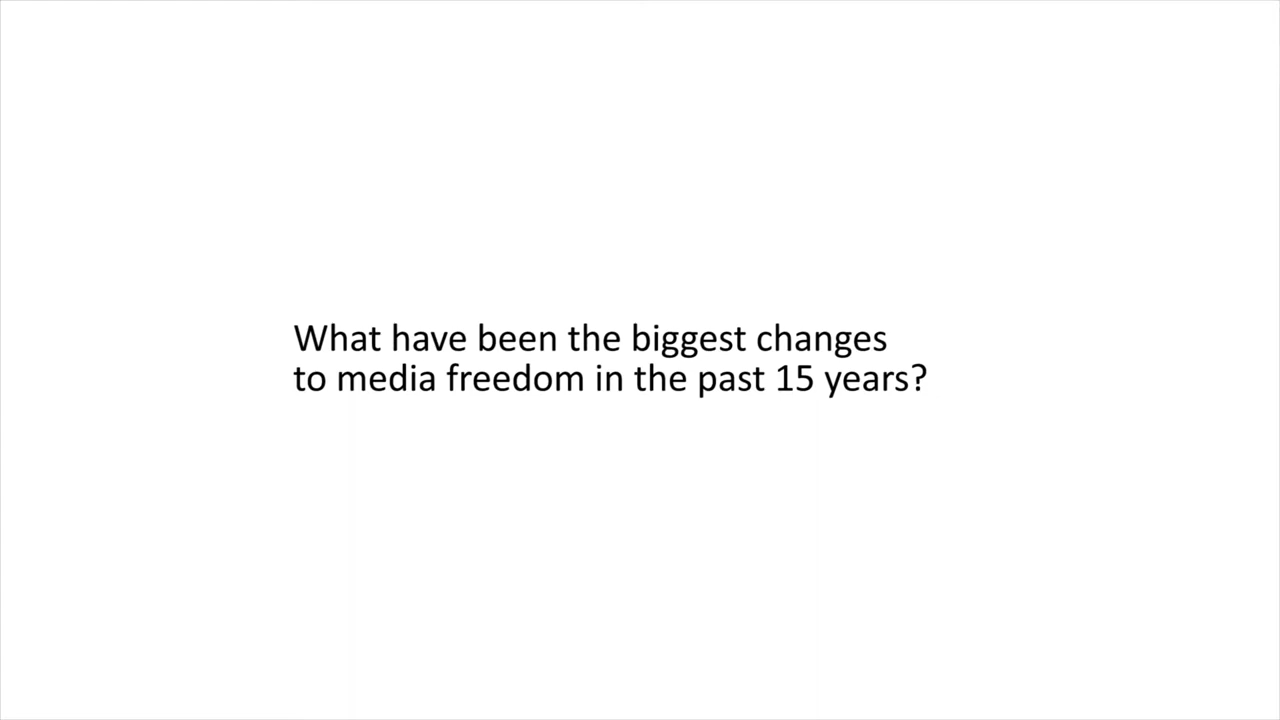 What have been the biggest changes
to media freedom in the past 15 years?